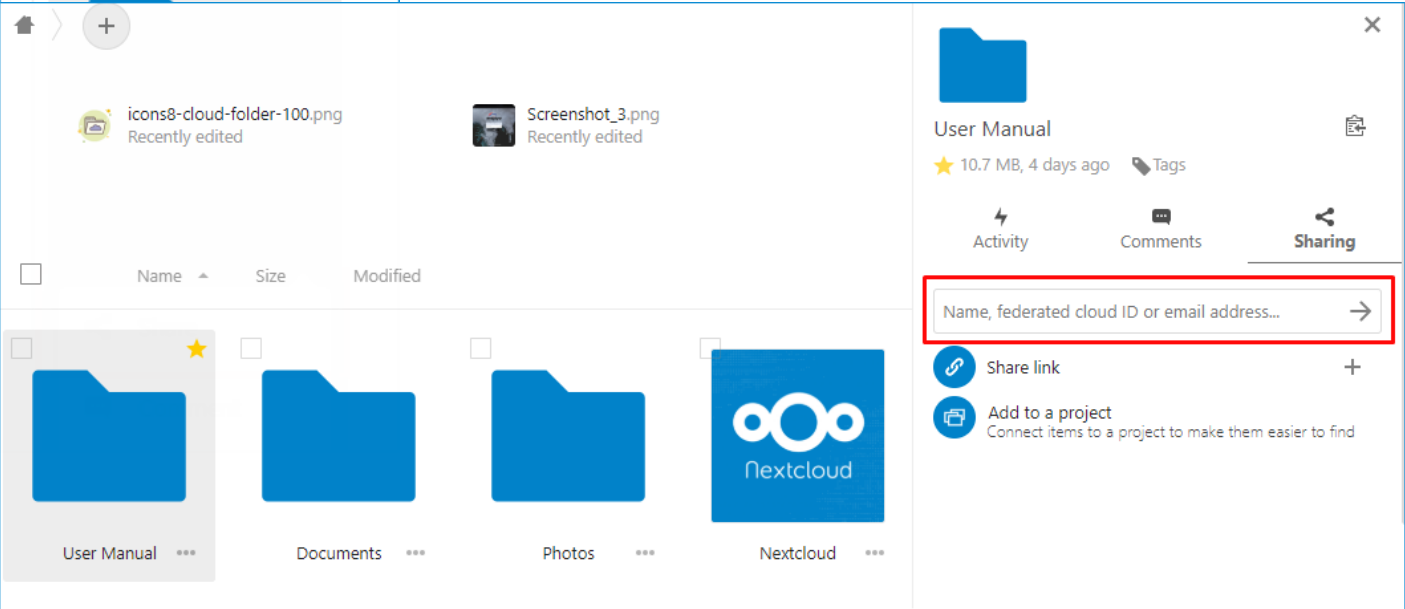 icons8-cloud-folder-100.png
Recently edited
Screenshot_3.png
Recently edited
Name
Size
Modified
User Manual
Documents
Photos
nextcloud
Nextcloud
User Manual
10.7 MB, 4 days ago
Tags
Activity
Comments
Sharing
Name, federated cloud ID or email address...
Share link
Add to a project
Connect items to a project to make them easier to find